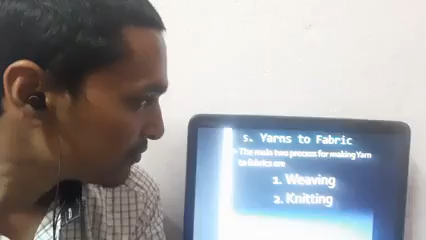 5. Yarns to Fabric
The main two process for making Yarn
to fabrics are
1. Weaving
2. Knitting